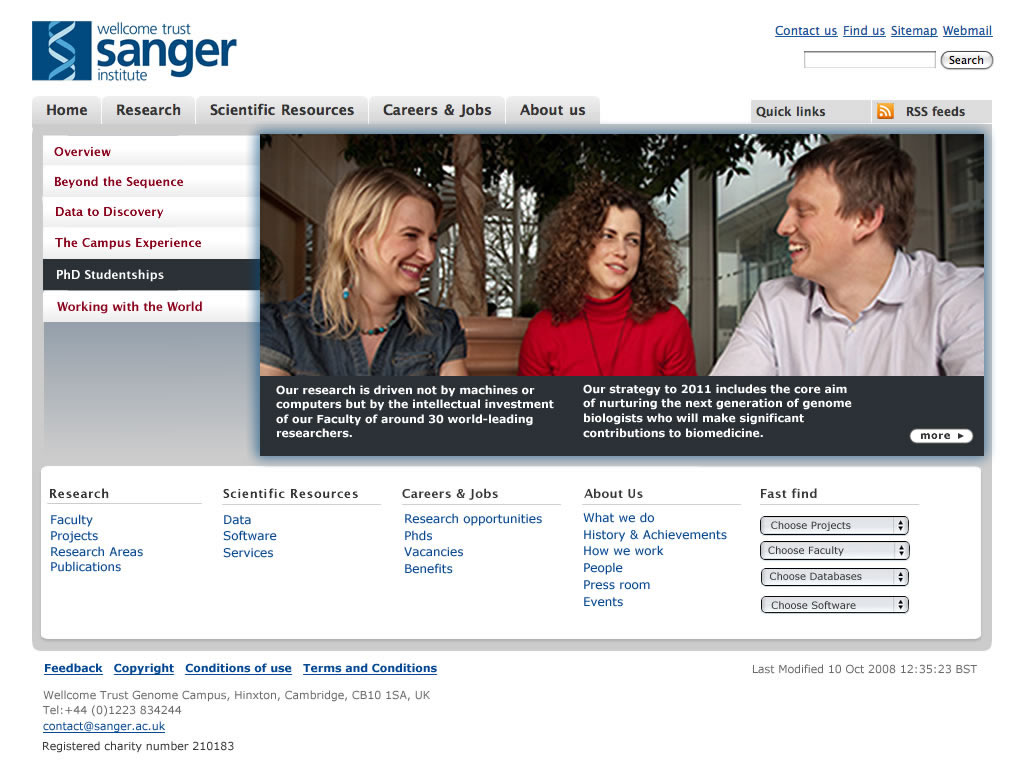 wellcome trust
sanger
institute
Contact us Find us Sitemap Webmail
Search
Home Research Scientific Resources Careers & Jobs About us
Quick links RSS feeds
Overview
Beyond the Sequence
Data to Discovery
The Campus Experience
PhD Studentships
Working with the World
Our research is driven not by machines or
computers but by the intellectual investment
of our Faculty of around 30 world-leading
researchers.
Our strategy to 2011 includes the core aim
of nurturing the next generation of genome
biologists who will make significant
contributions to biomedicine.
more
Research
Faculty
Projects
Research Areas
Publications
Scientific Resources
Data
Software
Services
Careers & Jobs
Research opportunities
Phds
Vacancies
Benefits
About Us
What we do
History & Achievements
How we work
People
Press room
Events
Fast find
Choose Projects
Choose Faculty
Choose Databases
Choose Software
Feedback Copyright Conditions of use Terms and Conditions
Last Modified 10 Oct 2008 12:35:23 BST
Wellcome Trust Genome Campus, Hinxton, Cambridge, CB10 1SA, UK
Tel:+44 (0)1223 834244
contact@sanger.ac.uk
Registered charity number 210183